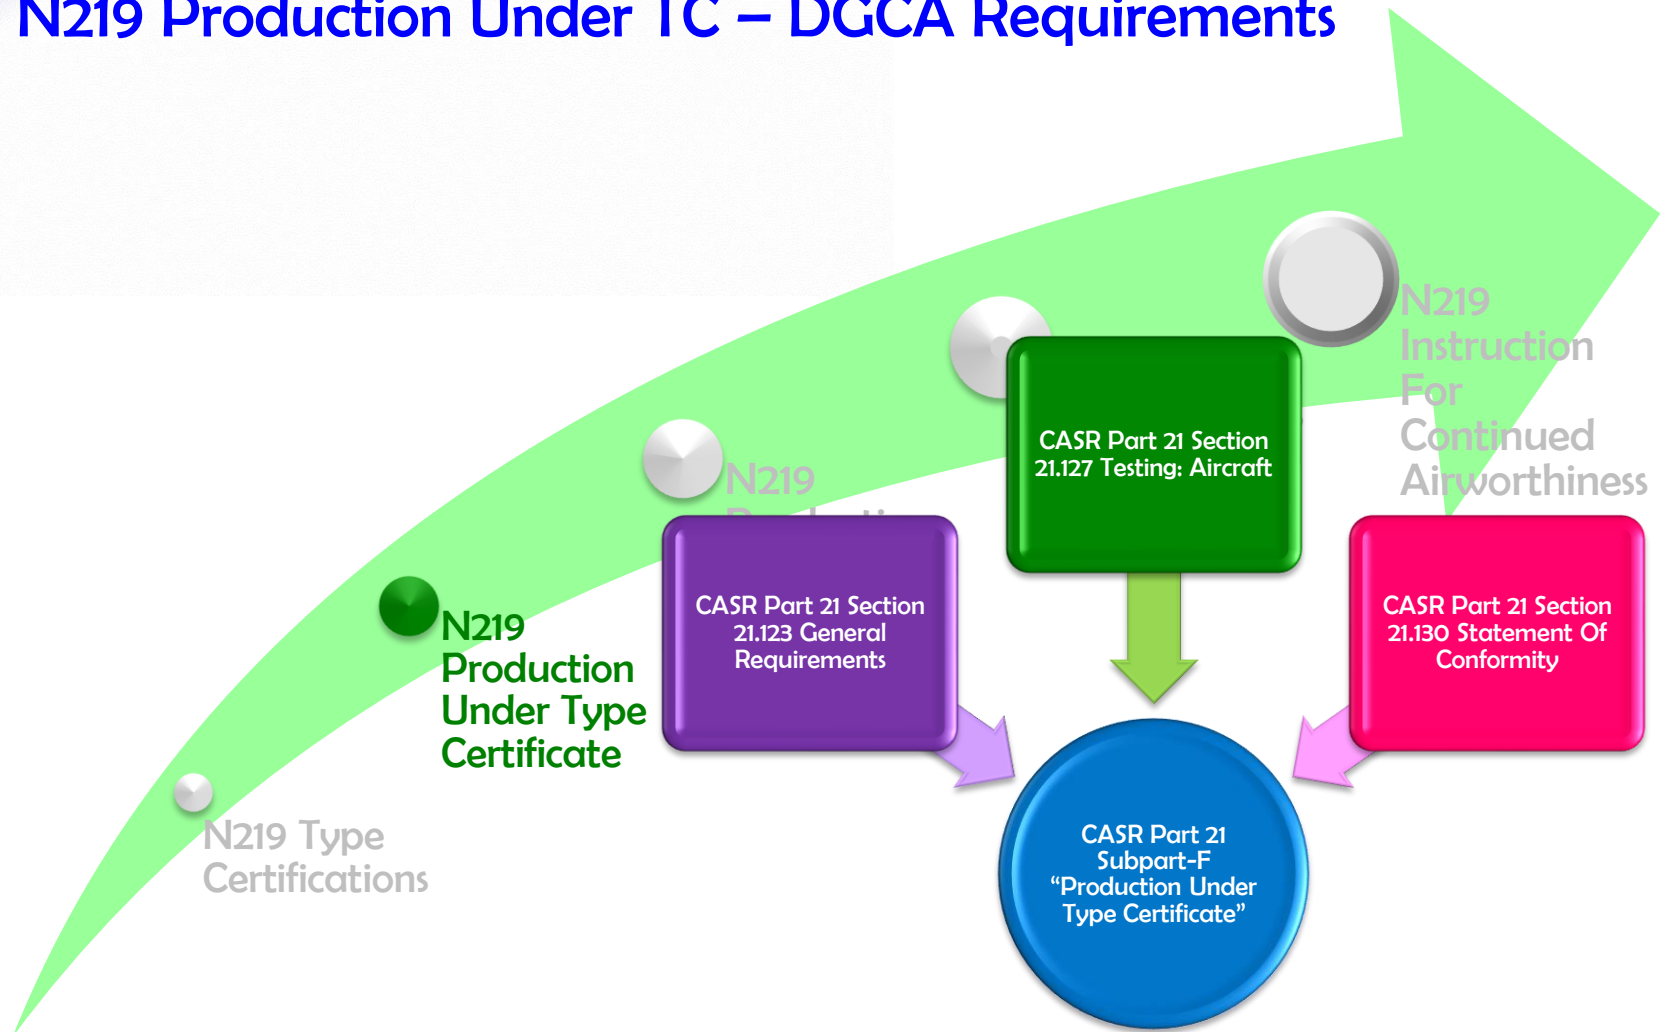 N219 Production Under TC – DGCA Requirements
N219
Instruction
For
Continued
Airworthiness
CASR Part 21 Section
21.127 Testing: Aircraft
N219
CASR Part 21 Section
21.123 General
Requirements
CASR Part 21 Section
21.130 Statement Of
Conformity
N219
Production
Under Type
Certificate
N219 Type
Certifications
CASR Part 21
Subpart-F
“Production Under
Type Certificate”